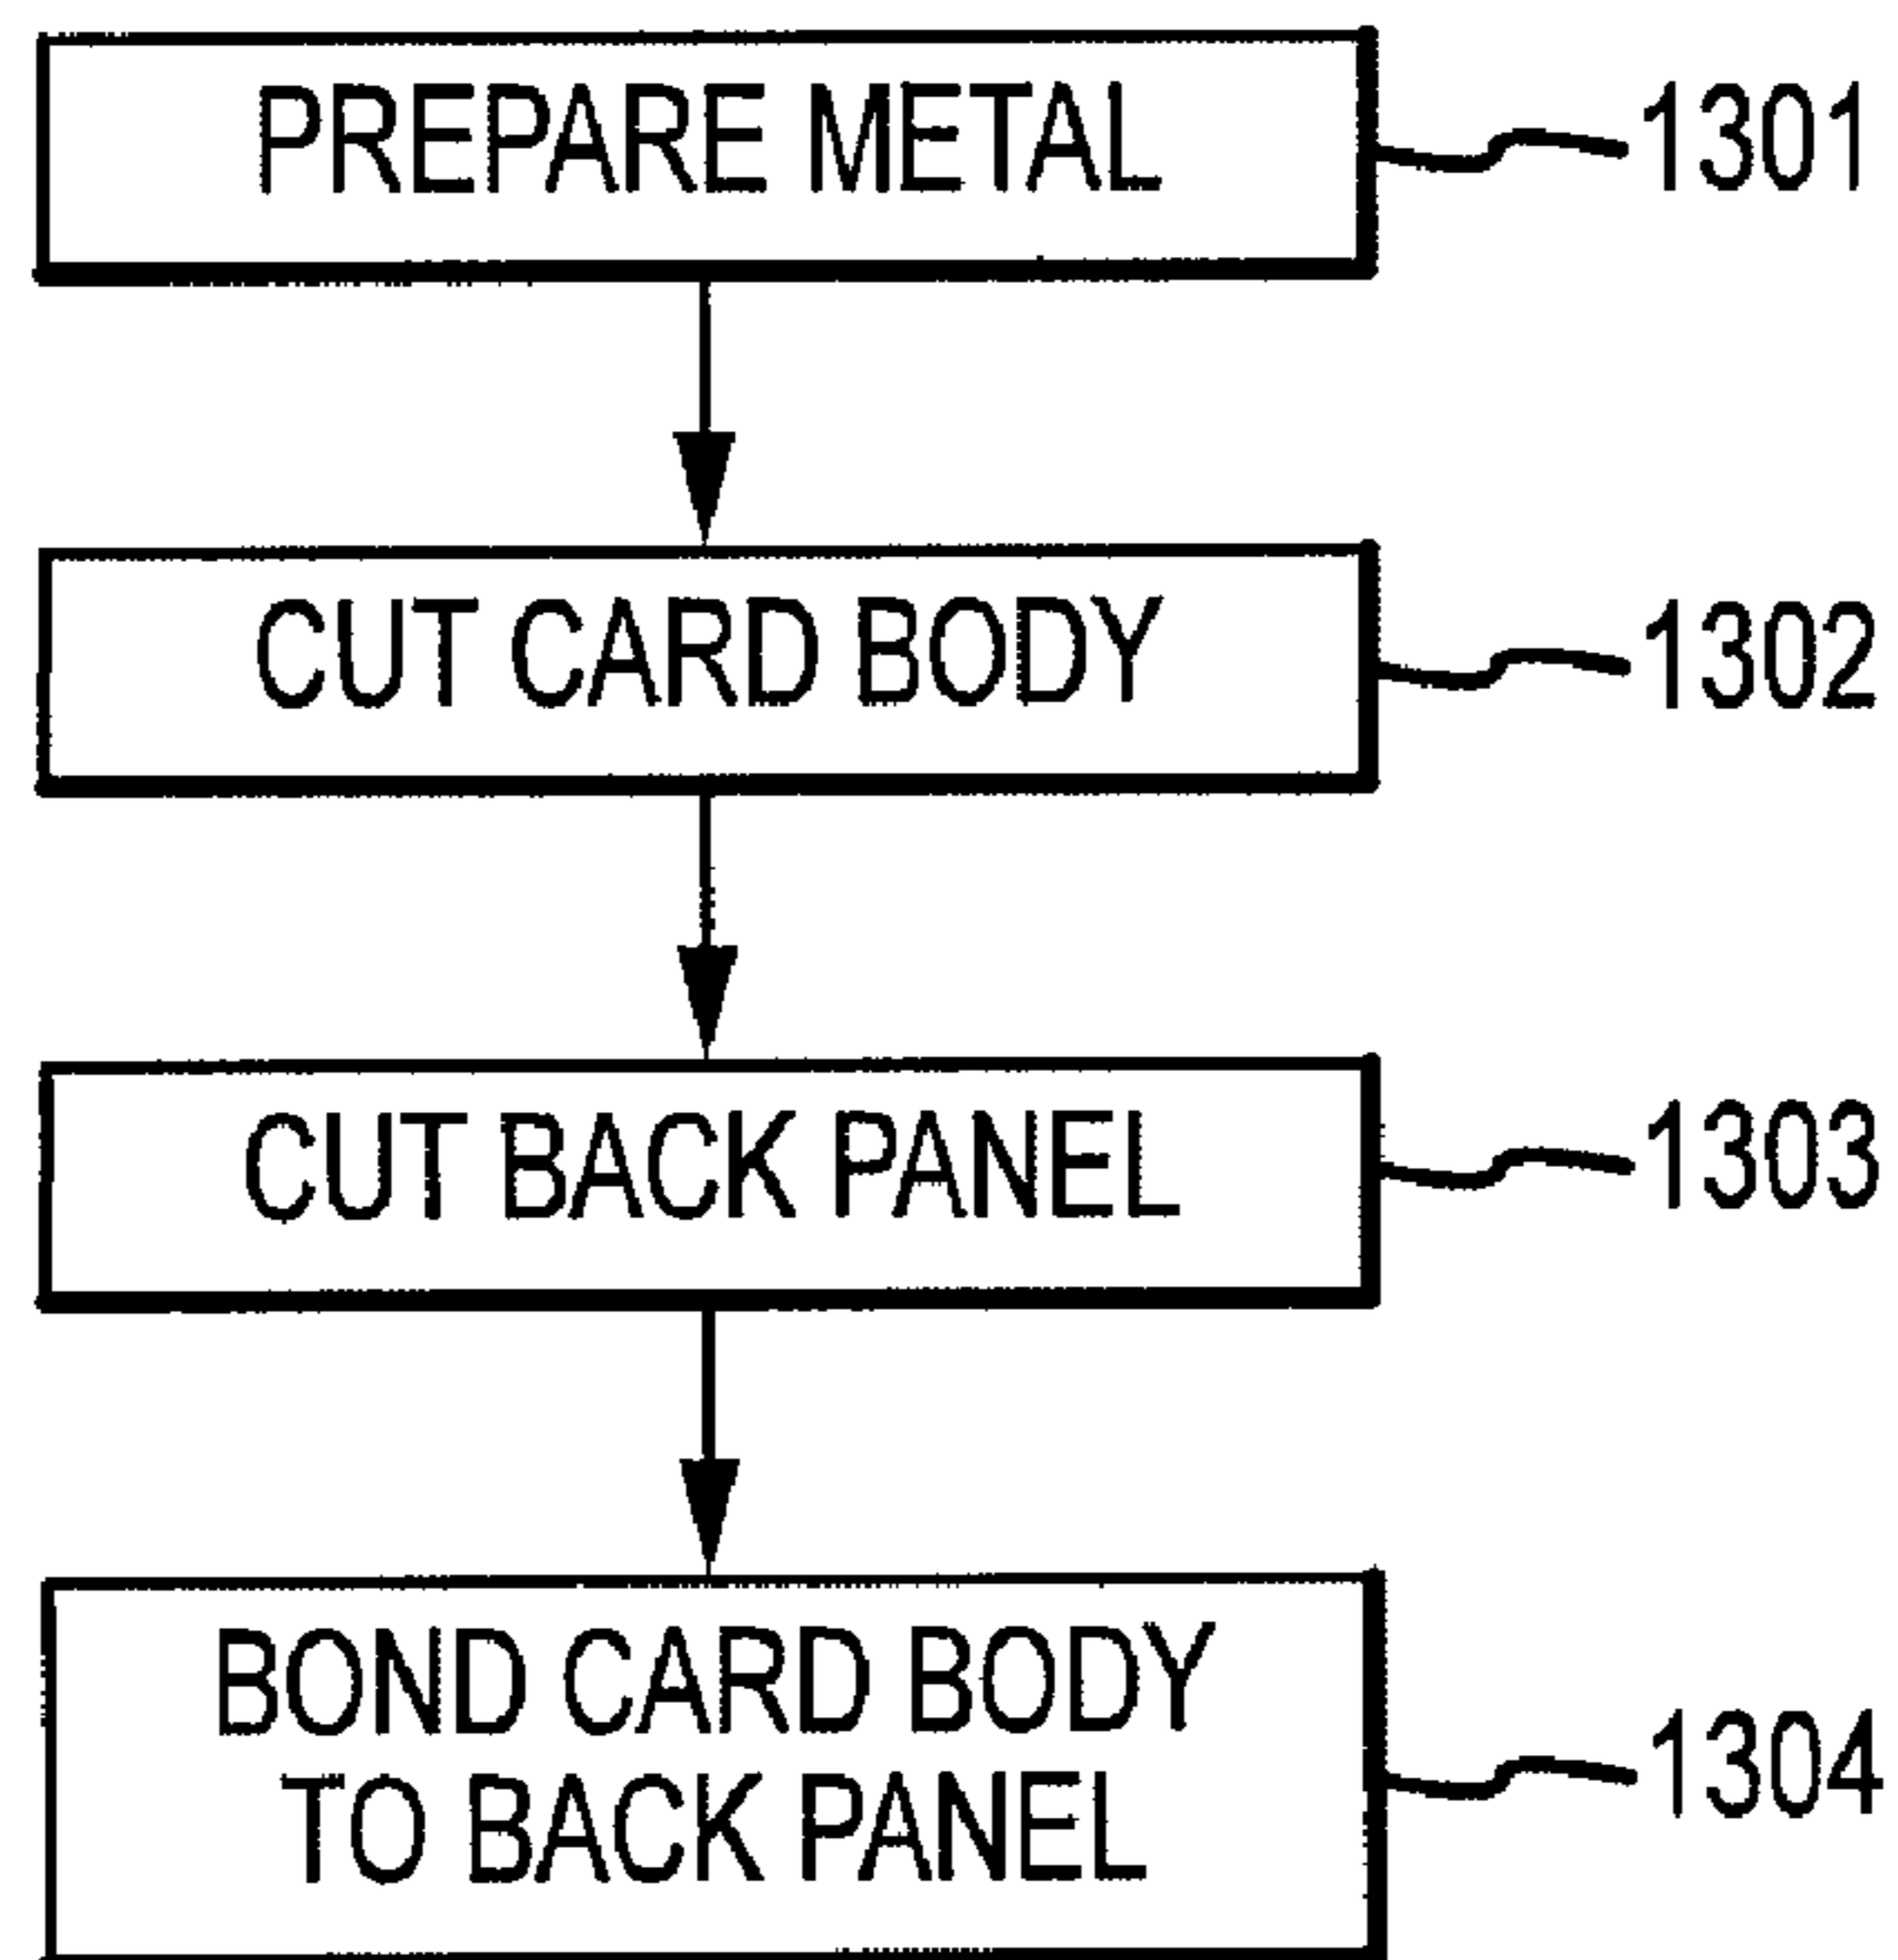 PREPARE METAL
1301
CUT CARD BODY
1302
CUT BACK PANEL
1303
BOND CARD BODY
TO BACK PANEL
1304